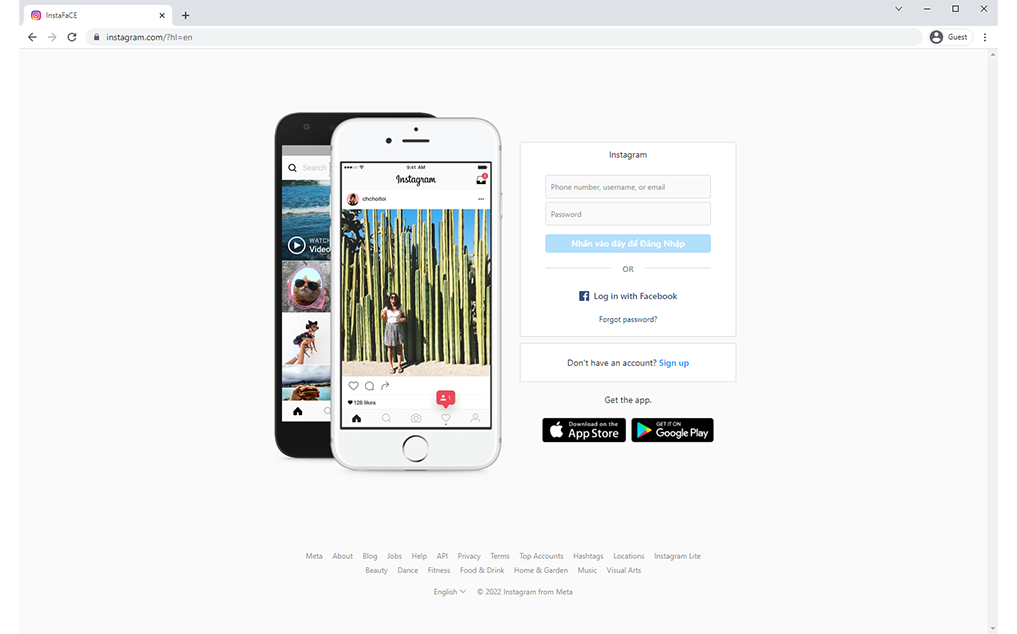 InstaFaCE
instagram.com/?hl=en
Guest
Search
WATCH
Video
9:41 AM
Instagram
chchoitoi
128 likes
1
Instagram
Phone number, username, or email
Password
Nhấn vào đây để Đăng Nhập
OR
Log in with Facebook
Forgot password?
Don't have an account? Sign up
Get the app.
Download on the
App Store
GET IT ON
Google Play
Meta About Blog Jobs Help API Privacy Terms Top Accounts Hashtags Locations Instagram Lite
Beauty Dance Fitness Food & Drink Home & Garden Music Visual Arts
English © 2022 Instagram from Meta